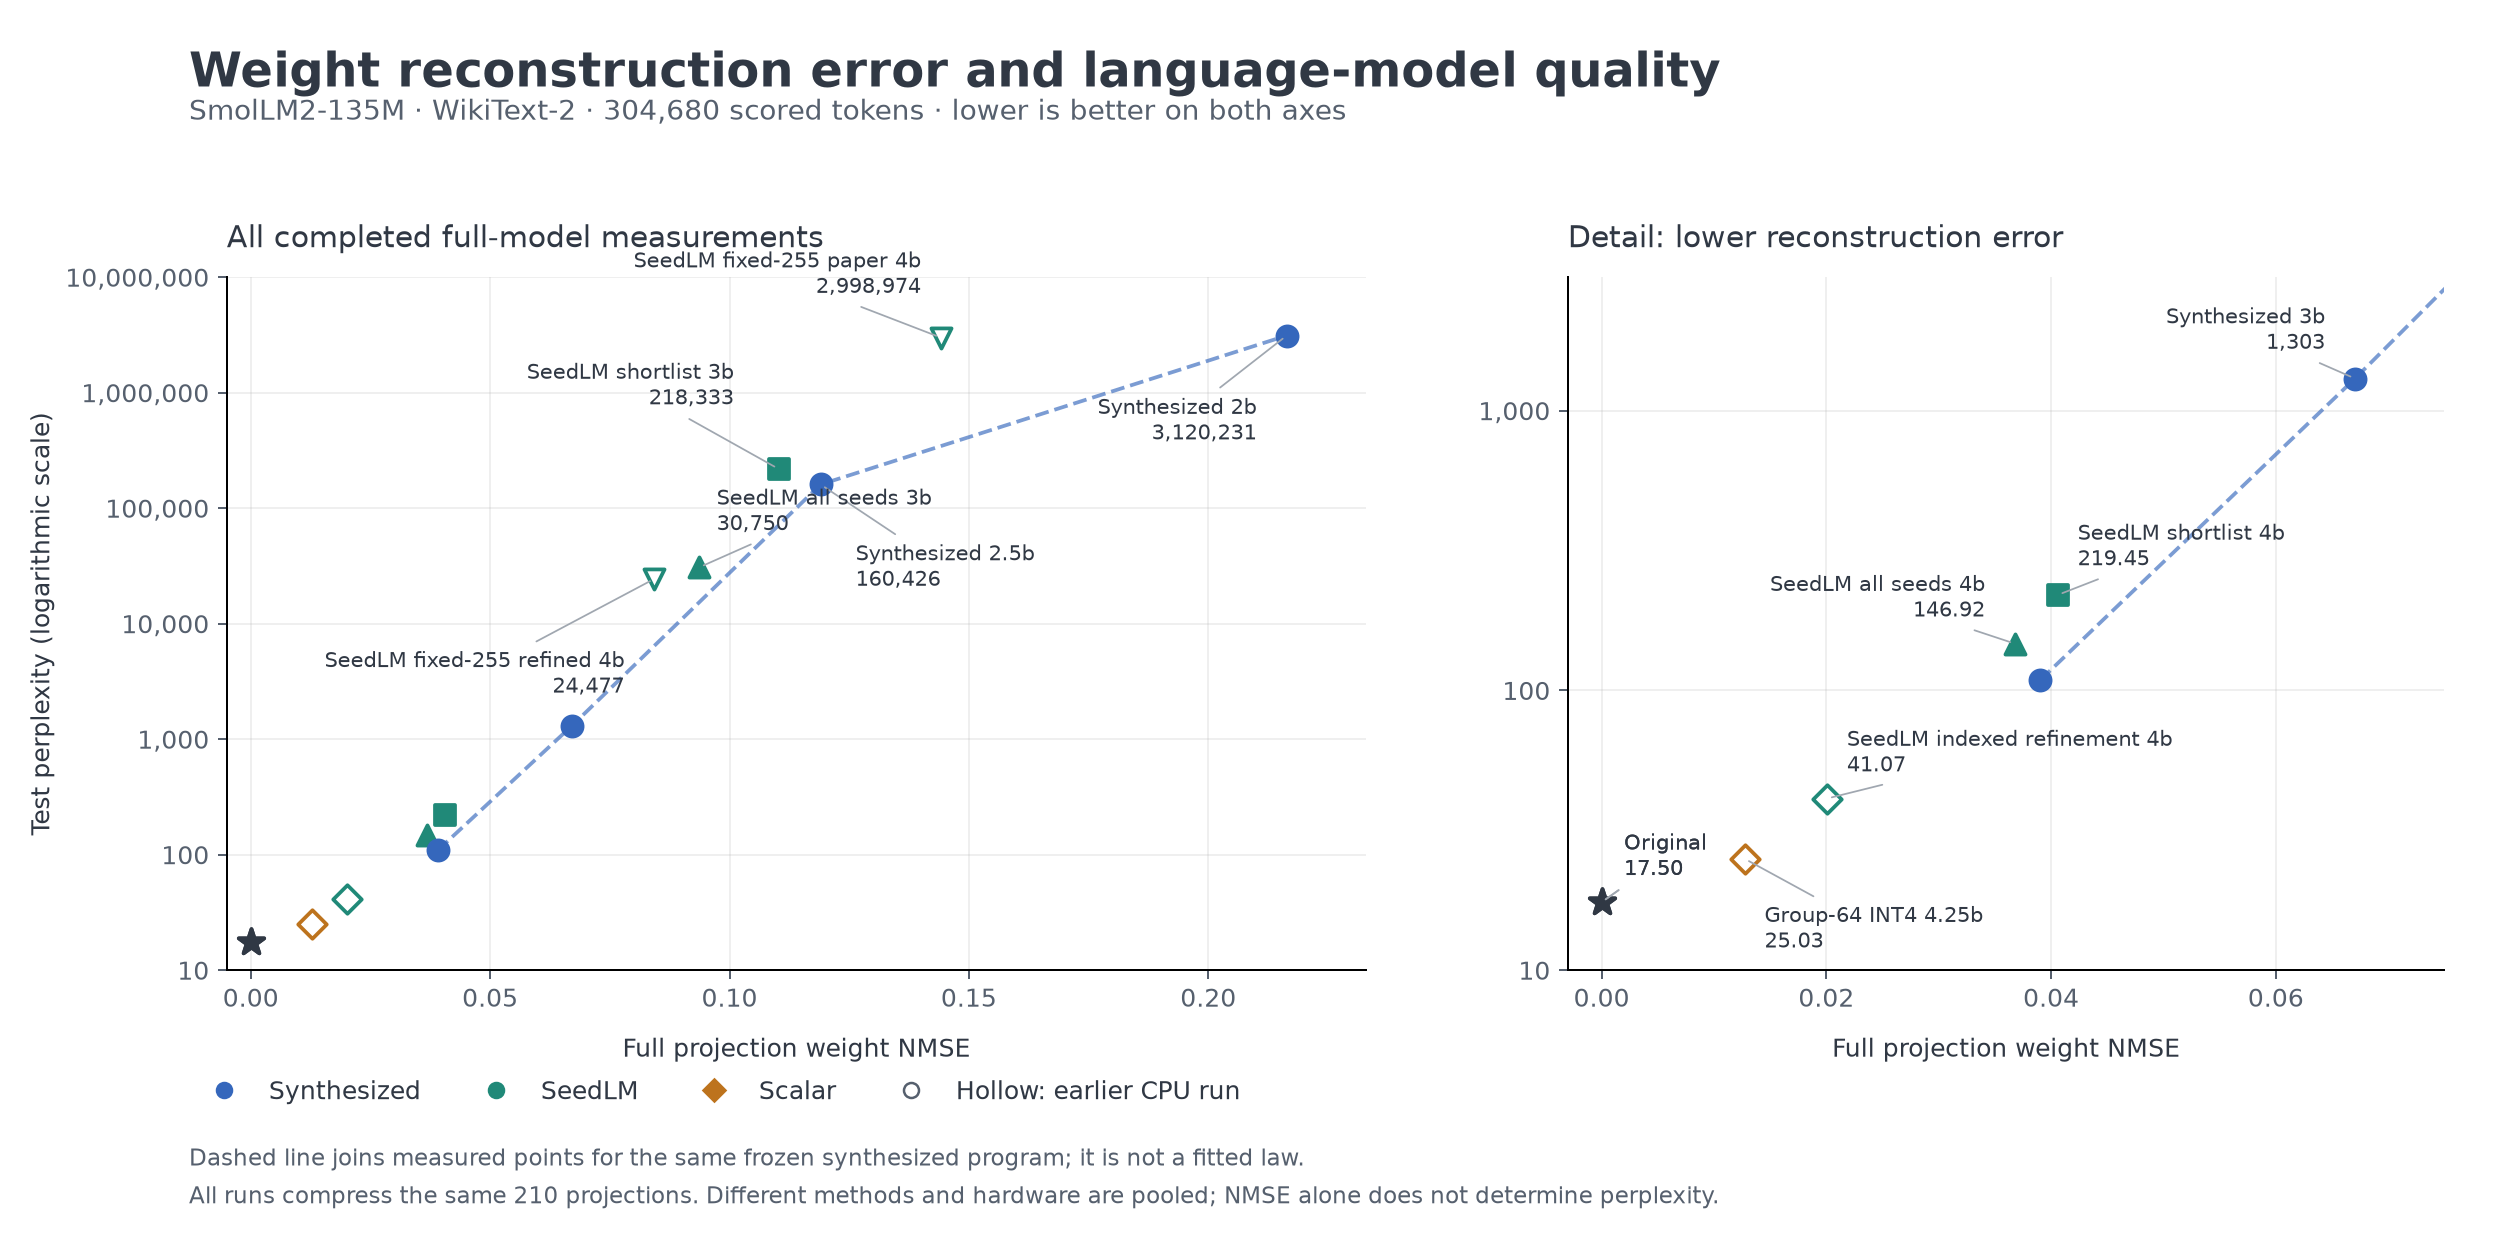 Weight reconstruction error and language-model quality
SmolLM2-135M · WikiText-2 · 304,680 scored tokens · lower is better on both axes
All completed full-model measurements
SeedLM fixed-255 paper 4b
2,998,974
SeedLM shortlist 3b
218,333
Synthesized 2b
3,120,231
SeedLM all seeds 3b
30,750
Synthesized 2.5b
160,426
SeedLM fixed-255 refined 4b
24,477
10,000,000
1,000,000
100,000
10,000
1,000
100
10
Test perplexity (logarithmic scale)
0.00
0.05
0.10
0.15
0.20
Full projection weight NMSE
Detail: lower reconstruction error
Synthesized 3b
1,303
SeedLM shortlist 4b
219.45
SeedLM all seeds 4b
146.92
SeedLM indexed refinement 4b
41.07
Original
17.50
Group-64 INT4 4.25b
25.03
1,000
100
10
0.00
0.02
0.04
0.06
Full projection weight NMSE
Synthesized
SeedLM
Scalar
Hollow: earlier CPU run
Dashed line joins measured points for the same frozen synthesized program; it is not a fitted law.
All runs compress the same 210 projections. Different methods and hardware are pooled; NMSE alone does not determine perplexity.